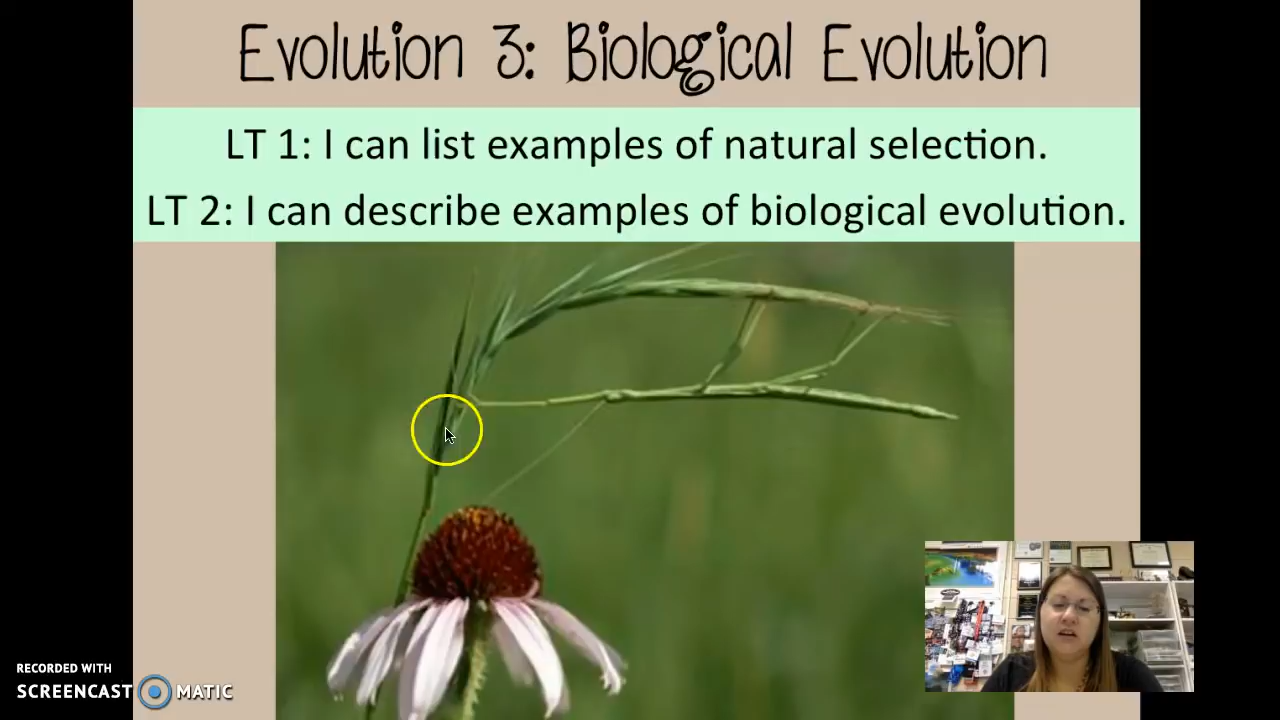 Evolution 3: Biological Evolution
LT 1: I can list examples of natural selection.
LT 2: I can describe examples of biological evolution.
RECORDED WITH
SCREENCAST MATIC